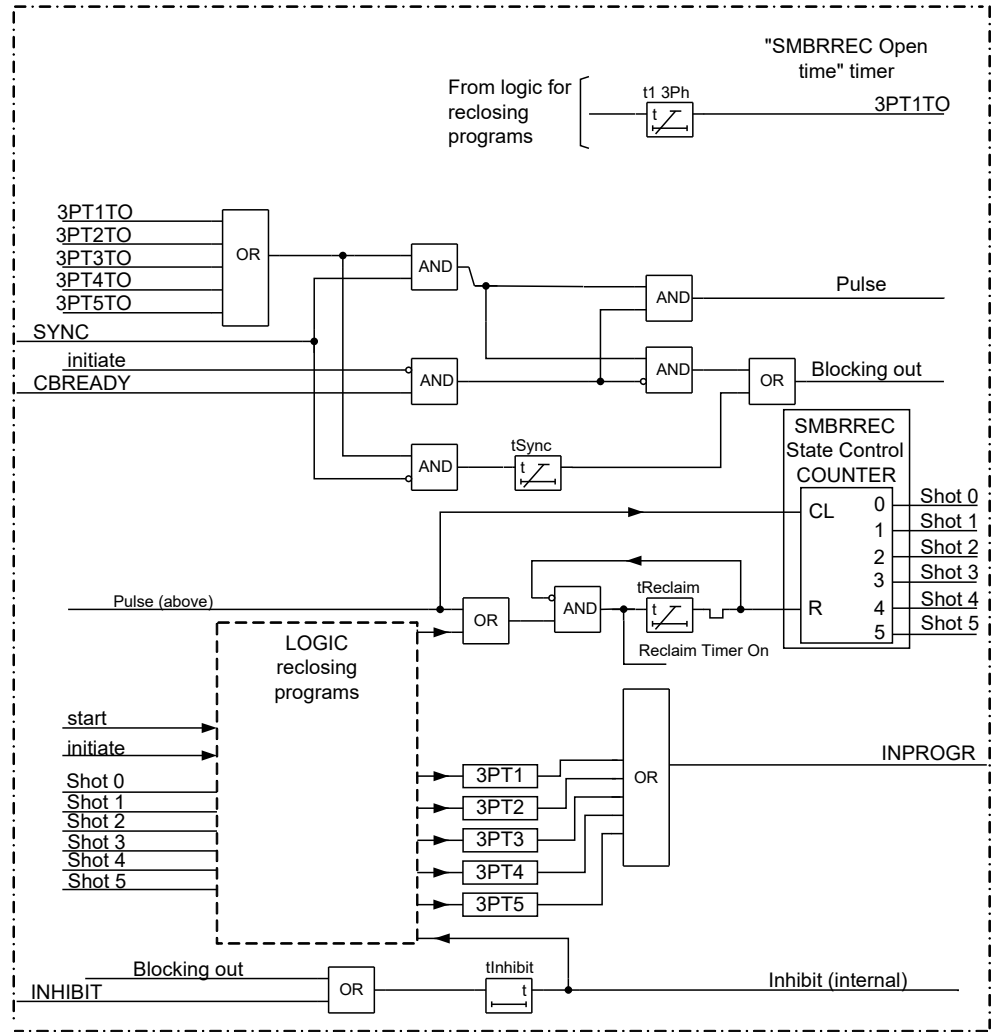 "SMBRREC Open
time" timer
From logic for
reclosing
programs
t1 3Ph
t
3PT1TO
3PT1TO
3PT2TO
3PT3TO
3PT4TO
3PT5TO
OR
AND
AND
Pulse
SYNC
initiate
CBREADY
AND
AND
OR
Blocking out
AND
tSync
t
SMBRREC
State Control
COUNTER
CL
R
0
1
2
3
4
5
Shot 0
Shot 1
Shot 2
Shot 3
Shot 4
Shot 5
Pulse (above)
OR
AND
tReclaim
t
Reclaim Timer On
LOGIC
reclosing
programs
start
initiate
Shot 0
Shot 1
Shot 2
Shot 3
Shot 4
Shot 5
3PT1
3PT2
3PT3
3PT4
3PT5
OR
INPROGR
Blocking out
INHIBIT
OR
tInhibit
t
Inhibit (internal)